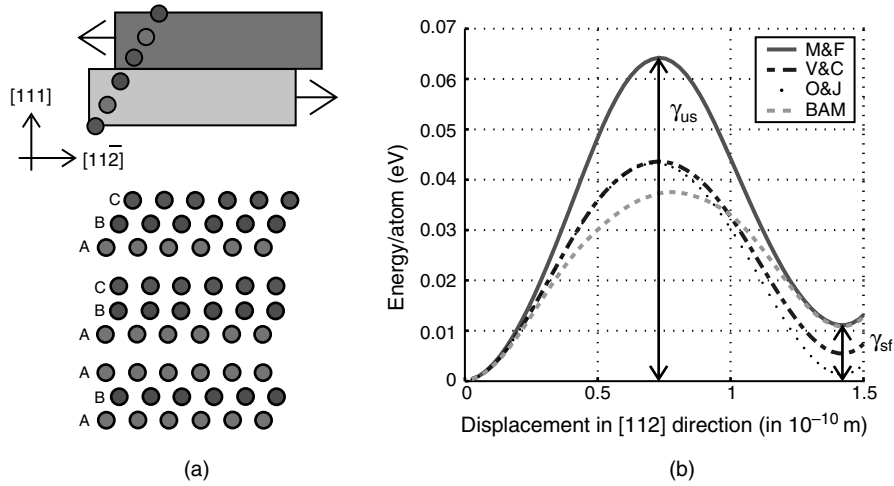 [111]
[112̄]
C
B
A
C
B
A
A
B
A
(a)
0.07
0.06
0.05
0.04
0.03
0.02
0.01
0
Energy/atom (eV)
M&F
V&C
O&J
BAM
γus
γsf
0 0.5 1 1.5
Displacement in [112] direction (in 10⁻¹⁰ m)
(b)